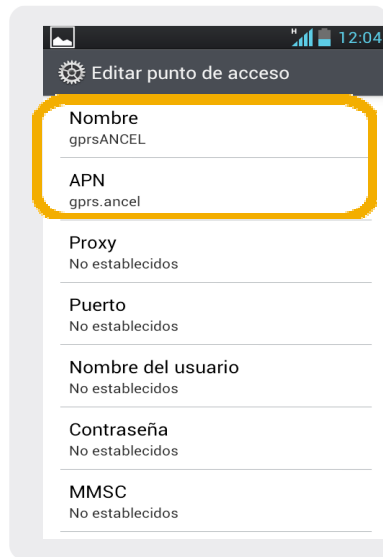 H 12:04
Editar punto de acceso
Nombre
gprsANCEL
APN
gprs.ancel
Proxy
No establecidos
Puerto
No establecidos
Nombre del usuario
No establecidos
Contraseña
No establecidos
MMSC
No establecidos